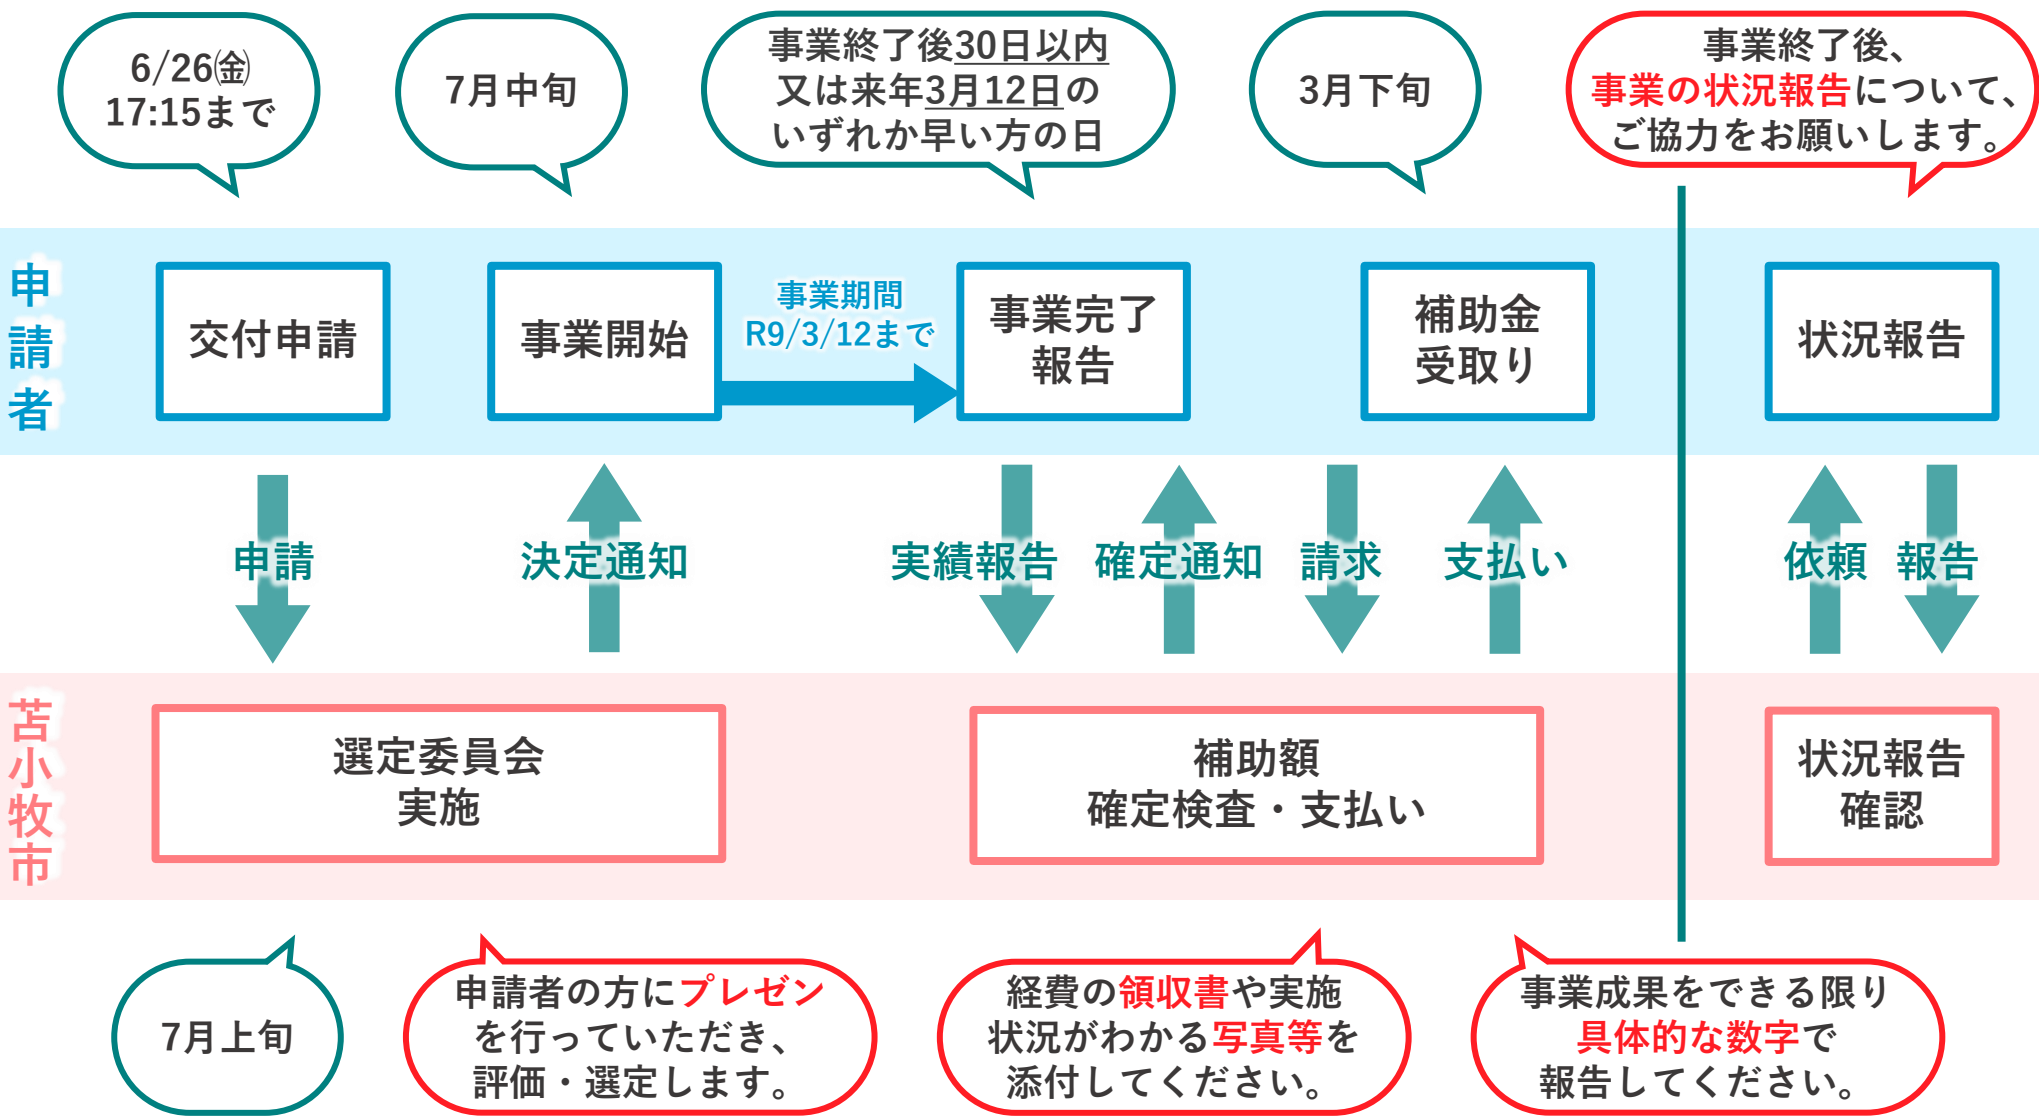 6/26㈮
17:15まで
7月中旬
事業終了後30日以内
又は来年3月12日の
いずれか早い方の日
3月下旬
事業終了後、
事業の状況報告について、
ご協力をお願いします。
申請者
交付申請
事業開始
事業期間
R9/3/12まで
事業完了
報告
補助金
受取り
状況報告
申請
決定通知
実績報告
確定通知
請求
支払い
依頼
報告
苫小牧市
選定委員会
実施
補助額
確定検査・支払い
状況報告
確認
7月上旬
申請者の方にプレゼン
を行っていただき、
評価・選定します。
経費の領収書や実施
状況がわかる写真等を
添付してください。
事業成果をできる限り
具体的な数字で
報告してください。